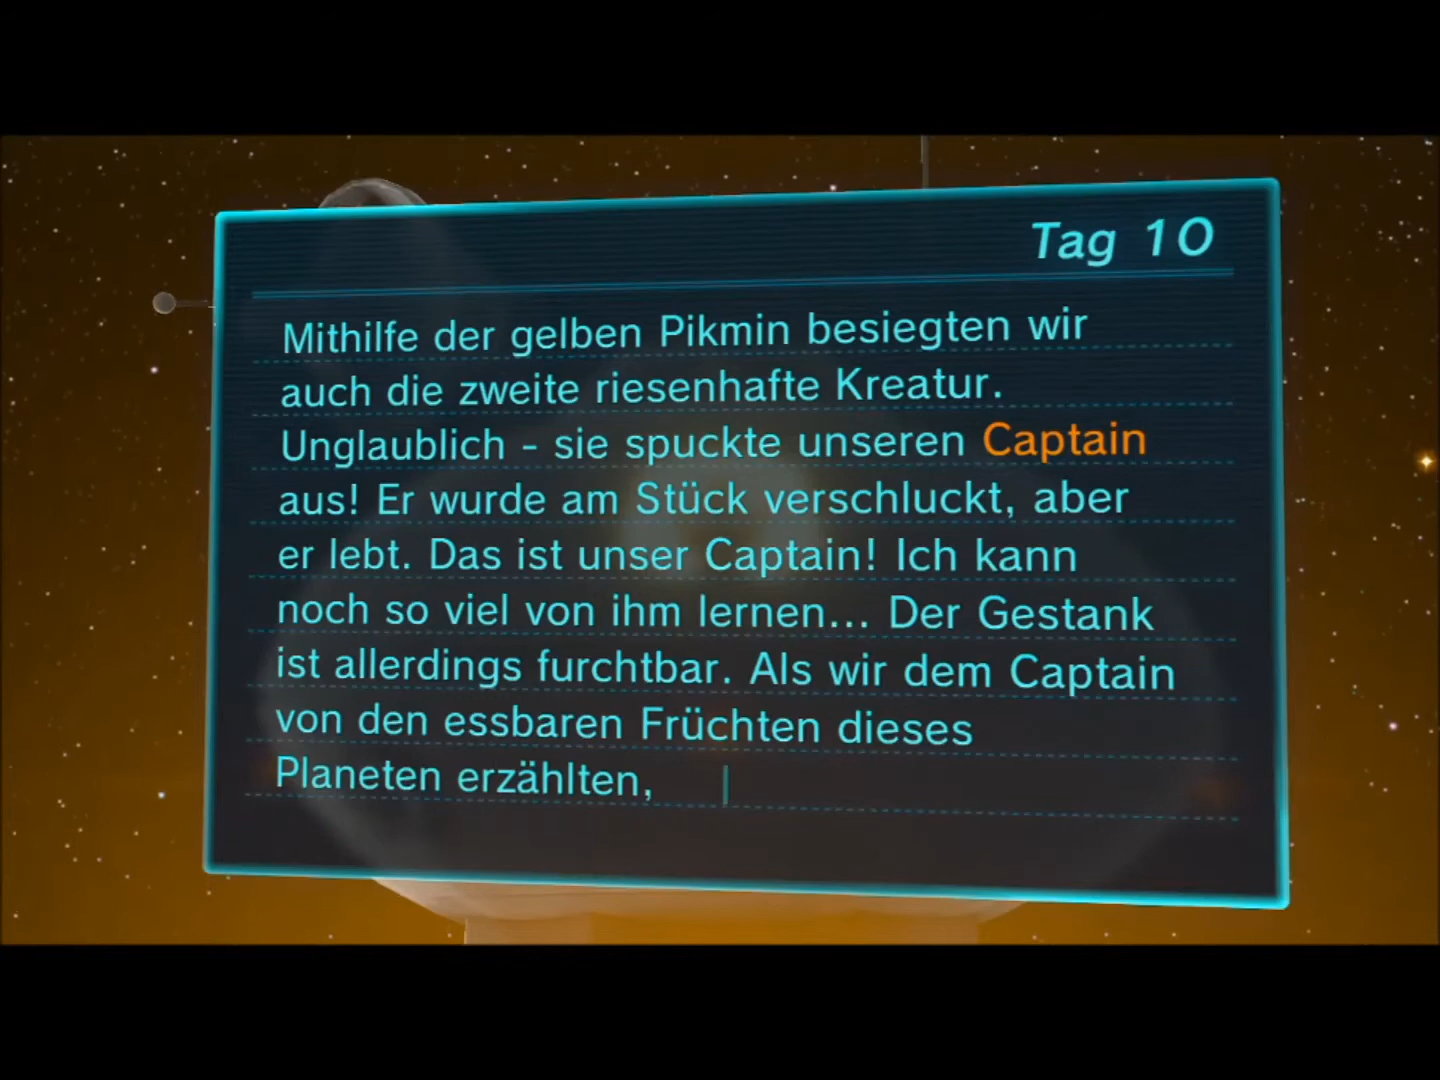 Tag 10
Mithilfe der gelben Pikmin besiegten wir
auch die zweite riesenhafte Kreatur.
Unglaublich - sie spuckte unseren Captain
aus! Er wurde am Stück verschluckt, aber
er lebt. Das ist unser Captain! Ich kann
noch so viel von ihm lernen... Der Gestank
ist allerdings furchtbar. Als wir dem Captain
von den essbaren Früchten dieses
Planeten erzählten,